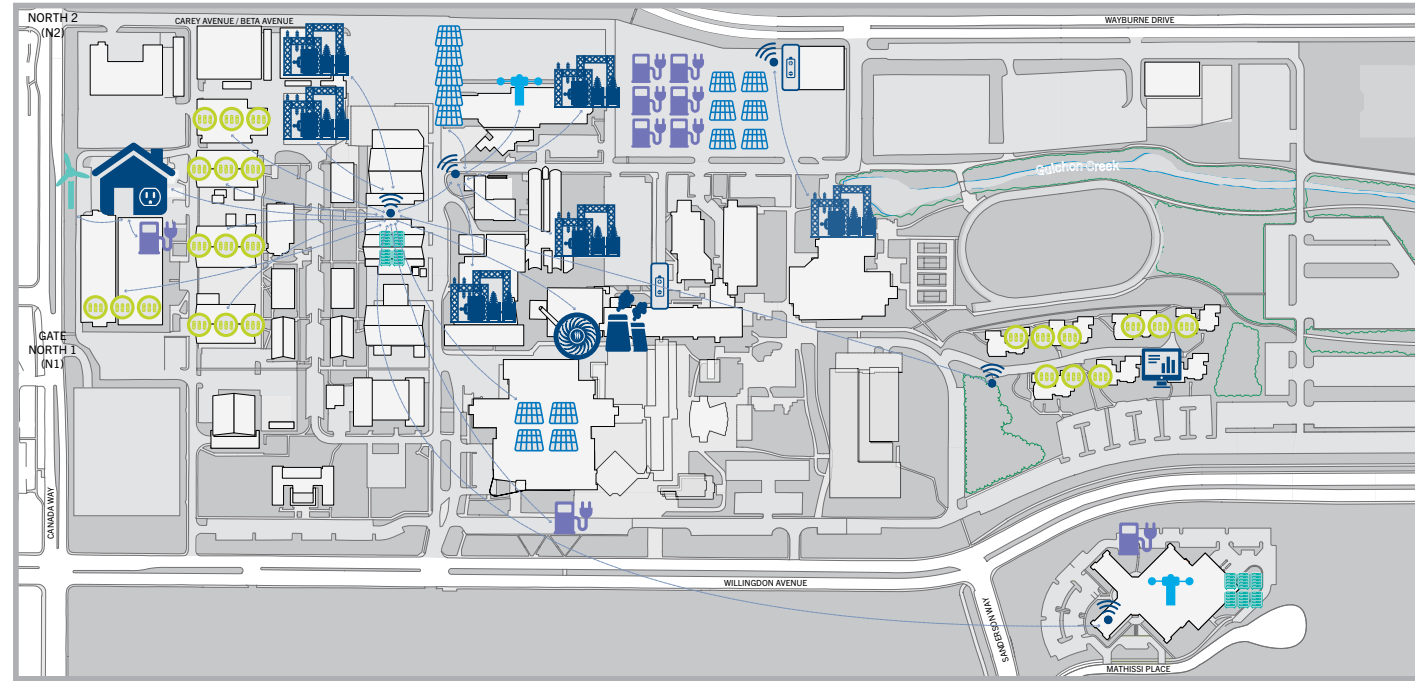 NORTH 2
(N2)
CAREY AVENUE / BETA AVENUE
WAYBURNE DRIVE
Guichon Creek
GATE
NORTH 1
(N1)
CANADA WAY
WILLINGDON AVENUE
SANDERSON WAY
MATHISSI PLACE